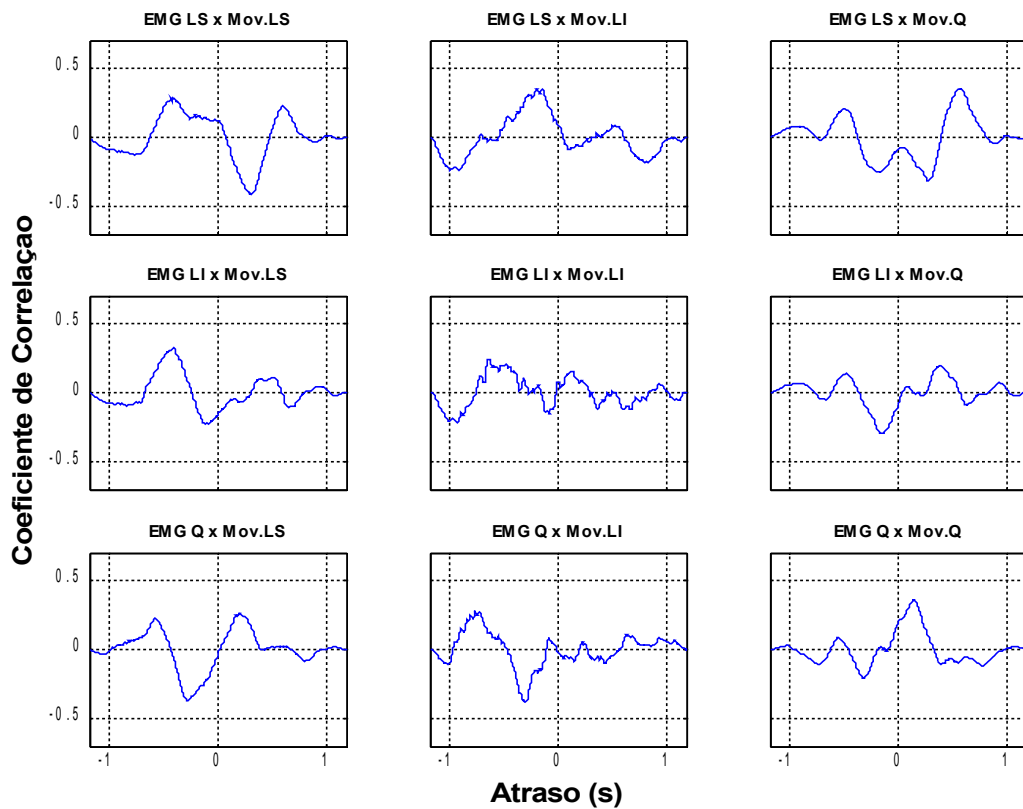 EMG LS x Mov.LS
EMG LS x Mov.LI
EMG LS x Mov.Q
0.5
0
-0.5
EMG LI x Mov.LS
EMG LI x Mov.LI
EMG LI x Mov.Q
0.5
0
-0.5
EMG Q x Mov.LS
EMG Q x Mov.LI
EMG Q x Mov.Q
0.5
0
-0.5
-1 0 1
-1 0 1
-1 0 1
Coeficiente de Correlaçao
Atraso (s)